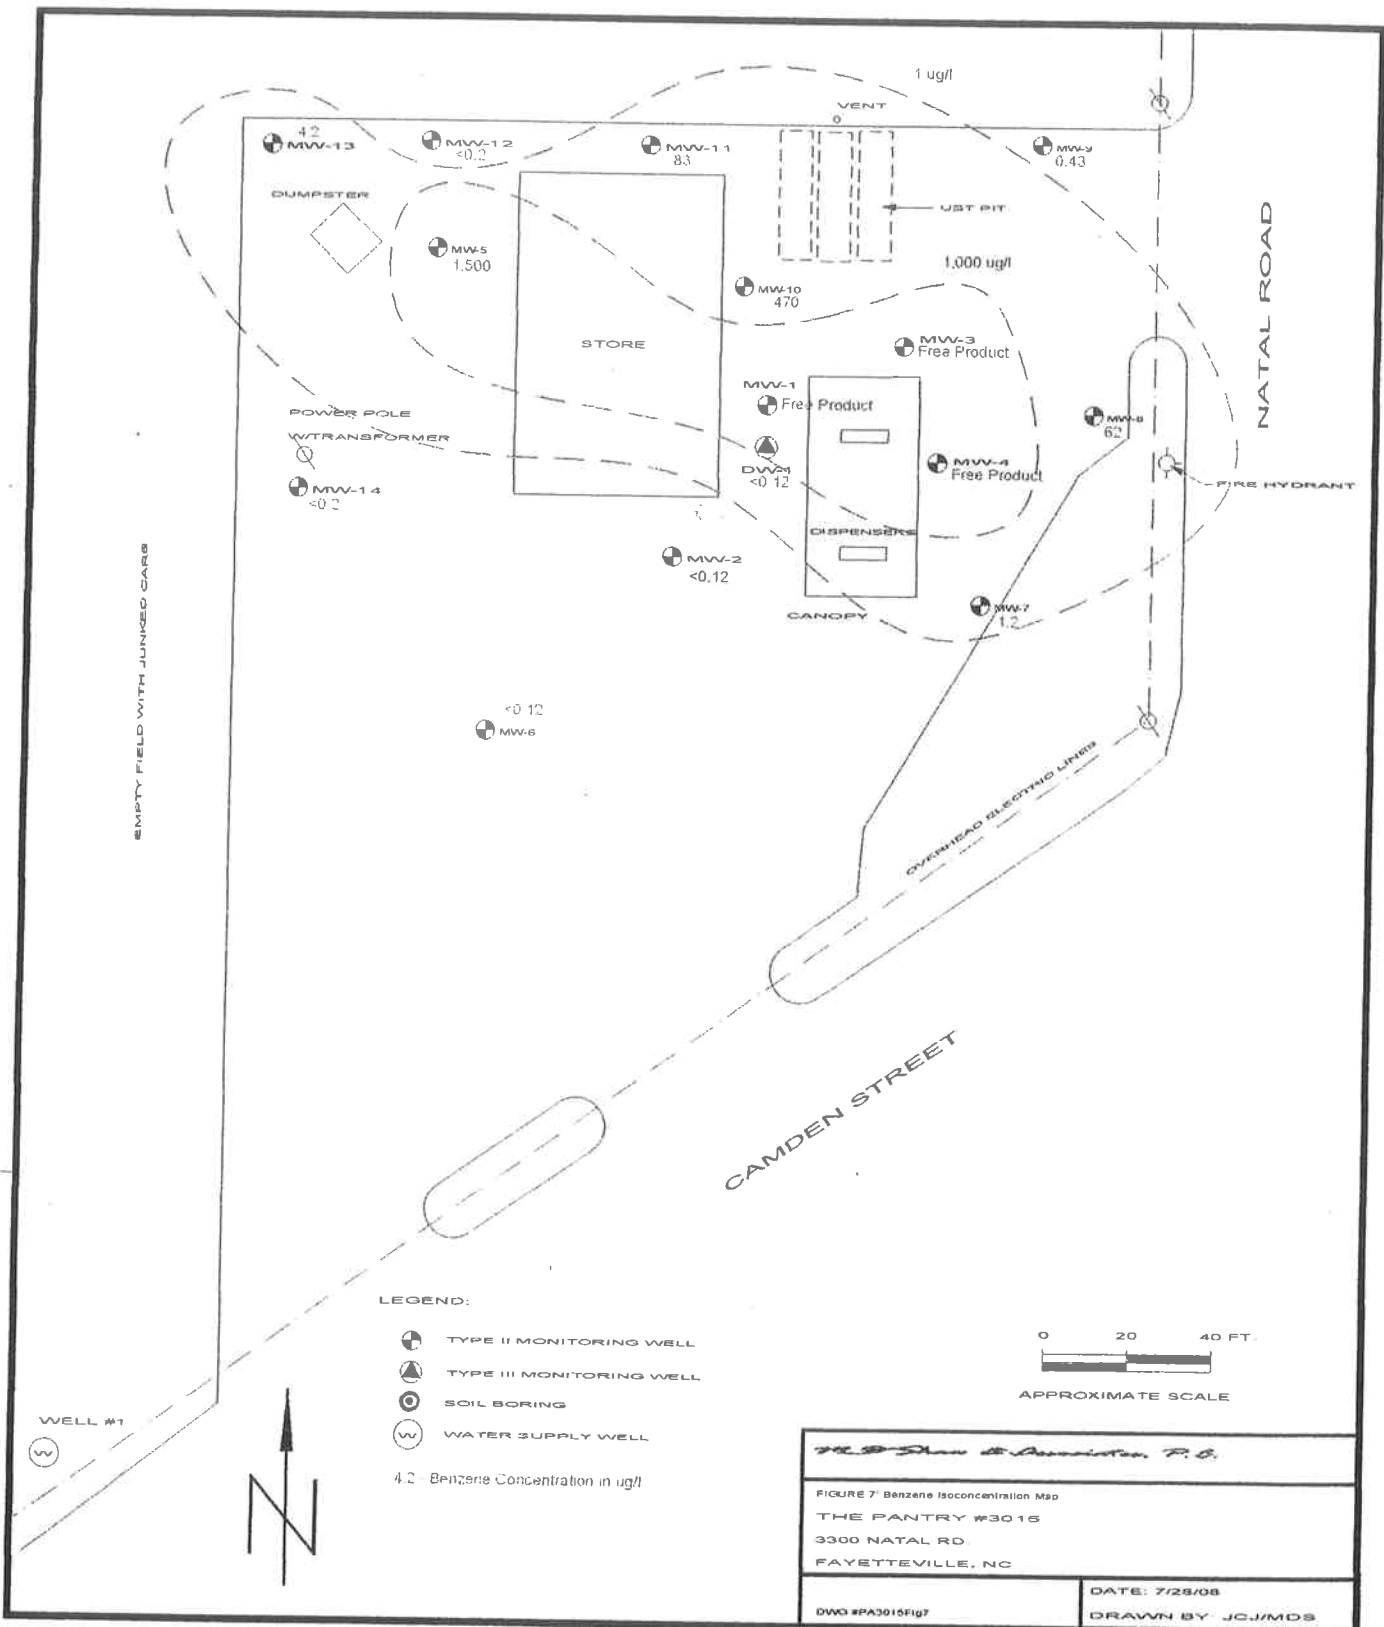 1 ug/l
VENT
4.2
MW-13
MW-12
<0.2
MW-11
83
MW-9
0.43
DUMPSTER
UST PIT
MW-5
1,500
1,000 ug/l
MW-10
470
NATAL ROAD
STORE
MW-3
Free Product
MW-1
Free Product
POWER POLE
W/TRANSFORMER
MW-8
62
DW-1
<0.12
MW-4
Free Product
FIRE HYDRANT
MW-14
<0.2
DISPENSERS
MW-2
<0.12
CANOPY
MW-7
1.2
EMPTY FIELD WITH JUNKED CARS
<0.12
MW-6
OVERHEAD ELECTRIC LINES
CAMDEN STREET
LEGEND:
TYPE II MONITORING WELL
TYPE III MONITORING WELL
SOIL BORING
W WATER SUPPLY WELL
4.2 - Benzene Concentration in ug/l
0 20 40 FT.
APPROXIMATE SCALE
WELL #1
W
N
Shaw & Associates, P.C.
FIGURE 7: Benzene Isoconcentration Map
THE PANTRY #3015
3300 NATAL RD.
FAYETTEVILLE, NC
DWG #PA3015Fig7
DATE: 7/28/08
DRAWN BY: JCJ/MDS